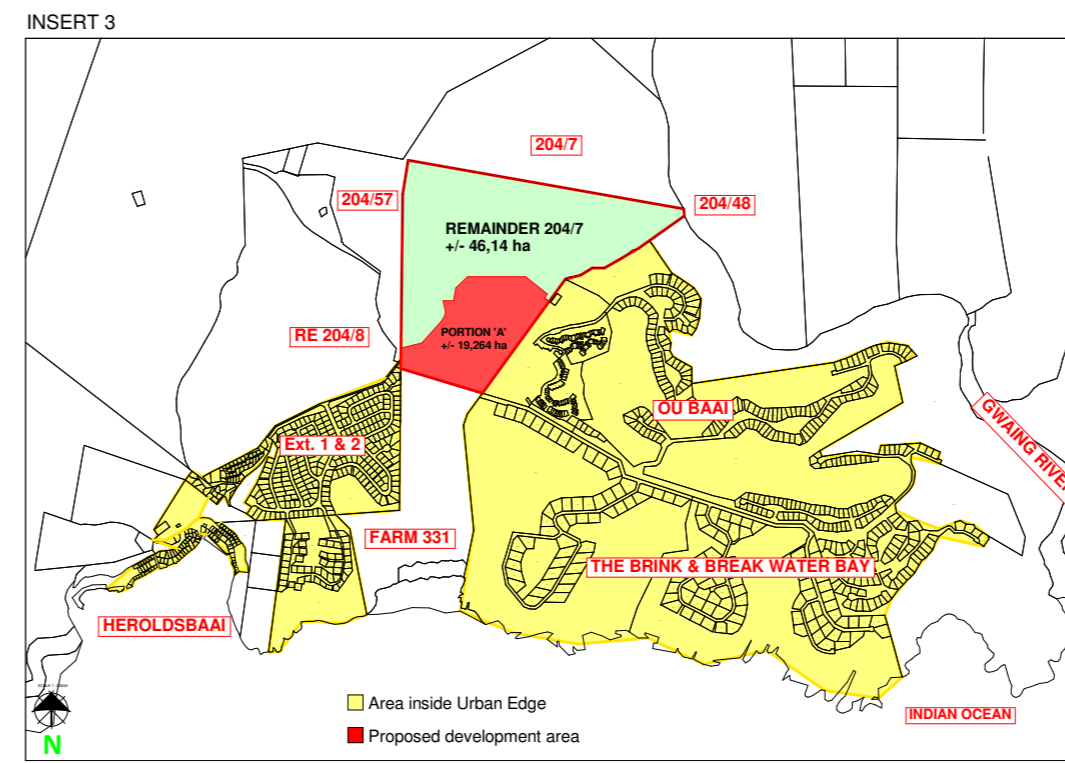 INSERT 3
204/7
204/57
204/48
REMAINDER 204/7
+/- 46,14 ha
RE 204/8
PORTION 'A'
+/- 19,264 ha
OU BAAI
GWAING RIVER
Ext. 1 & 2
FARM 331
THE BRINK & BREAK WATER BAY
HEROLDSBAAI
Area inside Urban Edge
INDIAN OCEAN
Proposed development area
N